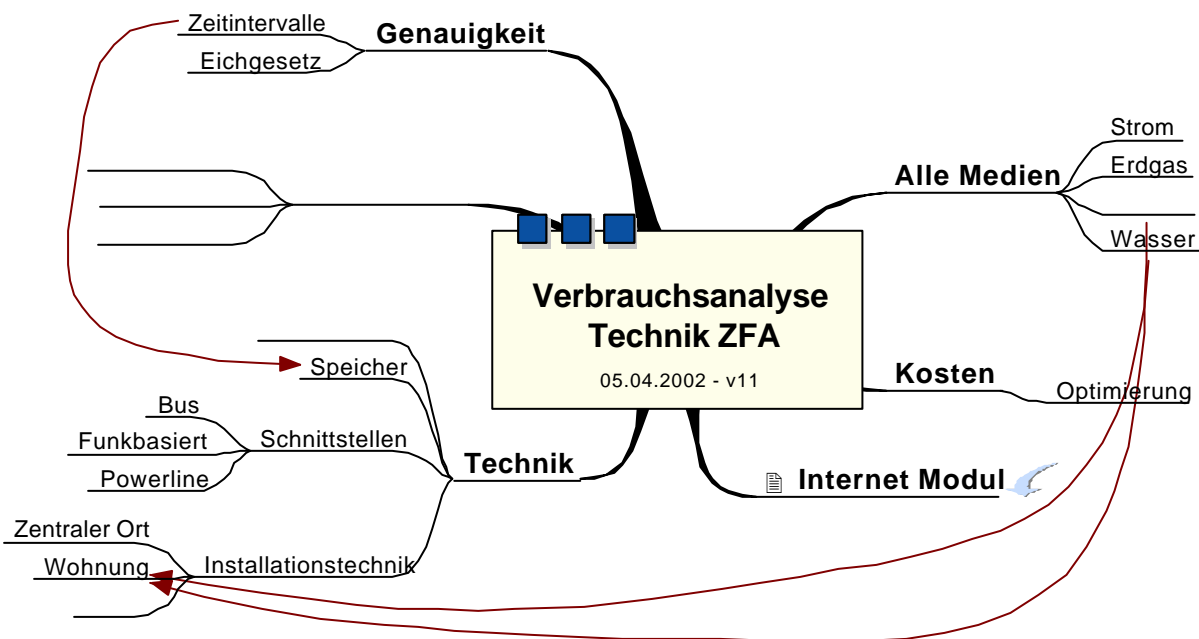 Zeitintervalle
Genauigkeit
Eichgesetz
Strom
Alle Medien
Erdgas
Wasser
Verbrauchsanalyse
Technik ZFA
05.04.2002 - v11
Speicher
Kosten
Optimierung
Bus
Funkbasiert
Schnittstellen
Powerline
Technik
Internet Modul
Zentraler Ort
Wohnung
Installationstechnik